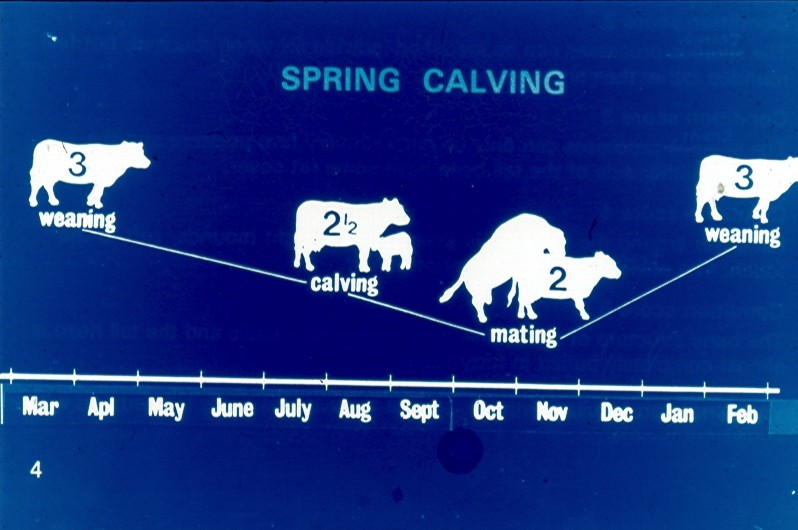 SPRING CALVING
3
weaning
2½
calving
2
mating
3
weaning
Mar Apl May June July Aug Sept Oct Nov Dec Jan Feb
4